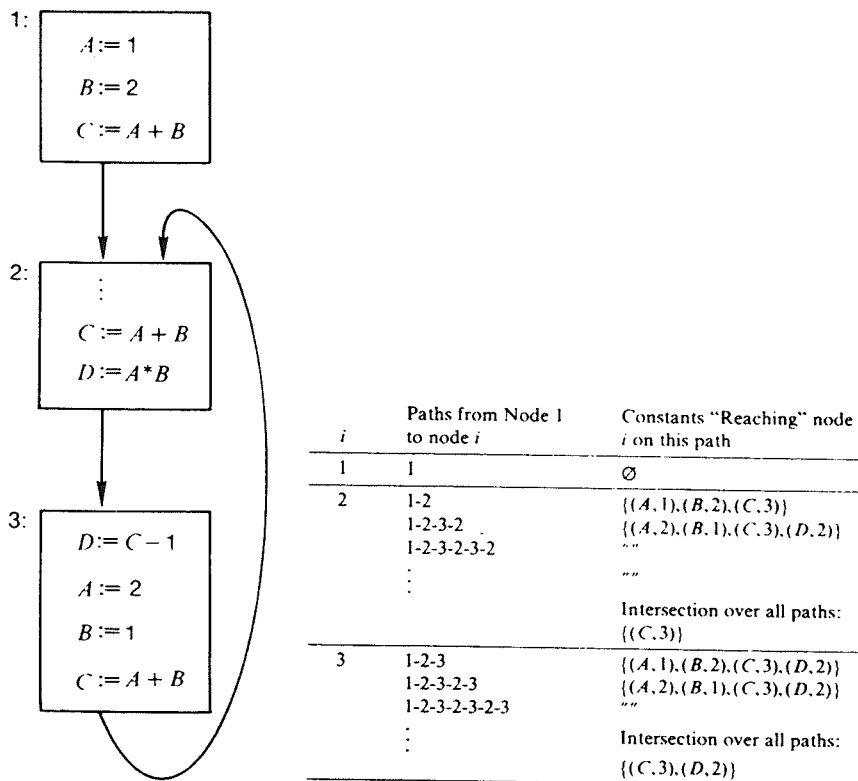 1:
A := 1
B := 2
C := A + B
2:
⋮
C := A + B
D := A * B
3:
D := C − 1
A := 2
B := 1
C := A + B
i Paths from Node 1 to node i Constants "Reaching" node i on this path
1 1 ∅
2 1-2 {(A,1),(B,2),(C,3)}
1-2-3-2 {(A,2),(B,1),(C,3),(D,2)}
1-2-3-2-3-2 ""
⋮ ""
Intersection over all paths:
{(C,3)}
3 1-2-3 {(A,1),(B,2),(C,3),(D,2)}
1-2-3-2-3 {(A,2),(B,1),(C,3),(D,2)}
1-2-3-2-3-2-3 ""
⋮
Intersection over all paths:
{(C,3),(D,2)}